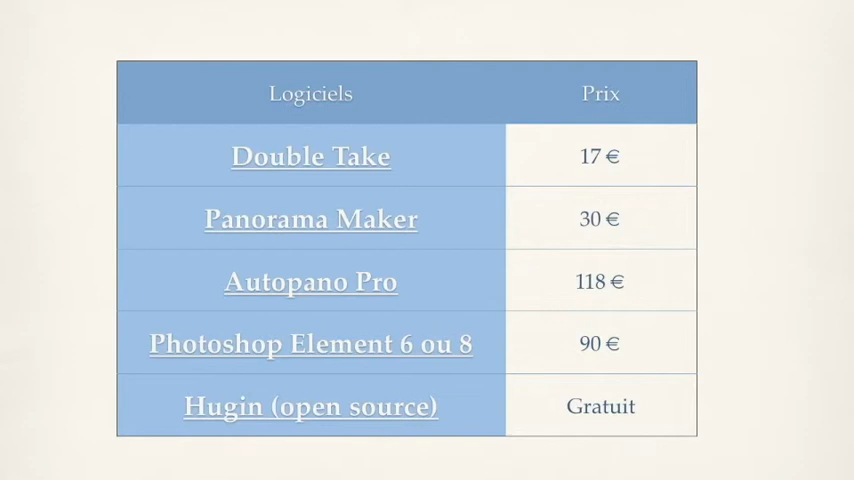 Logiciels Prix
Double Take 17 €
Panorama Maker 30 €
Autopano Pro 118 €
Photoshop Element 6 ou 8 90 €
Hugin (open source) Gratuit